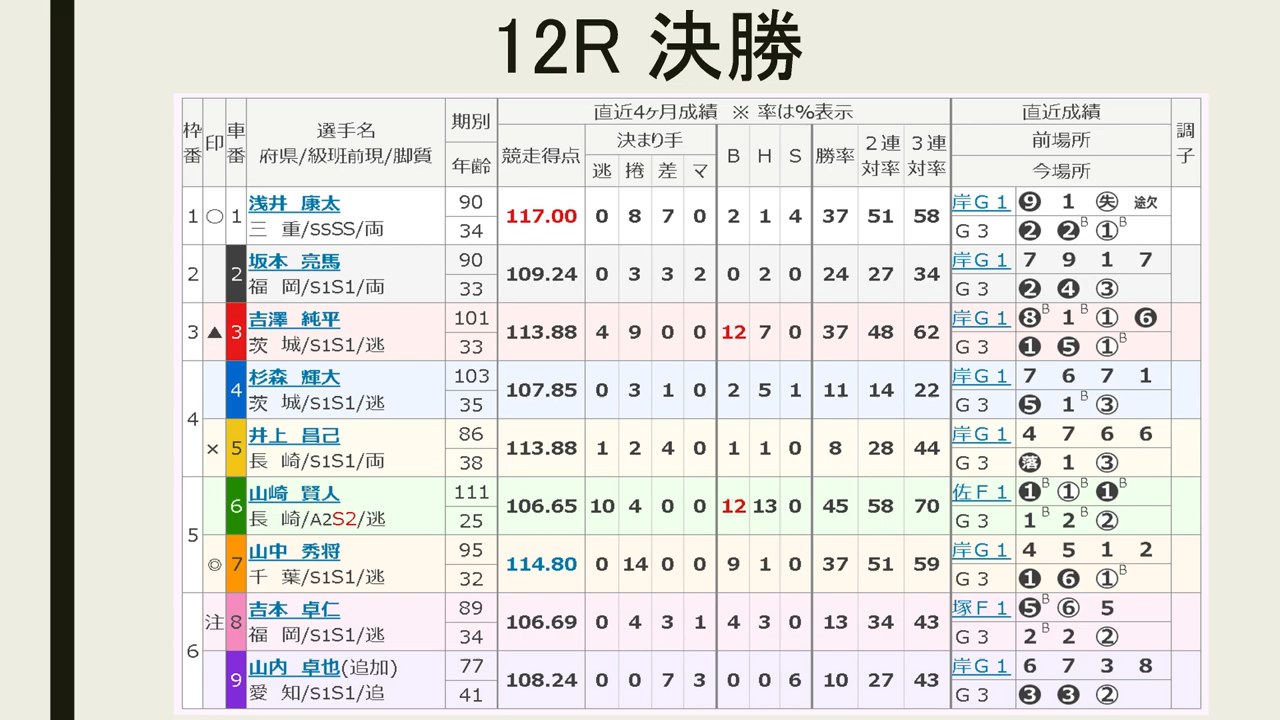 12R 決勝
枠番 印 車番 選手名 府県/級班前現/脚質 期別 年齢 競走得点 直近4ヶ月成績 ※ 率は%表示 直近成績 調子
決まり手 B H S 勝率 2連対率 3連対率 前場所
逃 捲 差 マ 今場所
1 ○ 1 浅井 康太 90 117.00 0 8 7 0 2 1 4 37 51 58 岸G1 ❾ 1 失 途欠
三 重/SSSS/両 34 G3 ❷ ❷B ①B
2 2 坂本 亮馬 90 109.24 0 3 3 2 0 2 0 24 27 34 岸G1 7 9 1 7
福 岡/S1S1/両 33 G3 ❷ ❹ ③
3 ▲ 3 吉澤 純平 101 113.88 4 9 0 0 12 7 0 37 48 62 岸G1 ❽B 1B ① ❻
茨 城/S1S1/逃 33 G3 ❶ ❺ ①B
4 4 杉森 輝大 103 107.85 0 3 1 0 2 5 1 11 14 22 岸G1 7 6 7 1
茨 城/S1S1/逃 35 G3 ❺ 1B ③
× 5 井上 昌己 86 113.88 1 2 4 0 1 1 0 8 28 44 岸G1 4 7 6 6
長 崎/S1S1/両 38 G3 落 1 ③
5 6 山崎 賢人 111 106.65 10 4 0 0 12 13 0 45 58 70 佐F1 ❶B ①B ❶B
長 崎/A2S2/逃 25 G3 1B 2B ②
◎ 7 山中 秀将 95 114.80 0 14 0 0 9 1 0 37 51 59 岸G1 4 5 1 2
千 葉/S1S1/逃 32 G3 ❶ ❻ ①B
6 注 8 吉本 卓仁 89 106.69 0 4 3 1 4 3 0 13 34 43 塚F1 ❺B ⑥ 5
福 岡/S1S1/逃 34 G3 2B 2 ②
9 山内 卓也(追加) 77 108.24 0 0 7 3 0 0 6 10 27 43 岸G1 6 7 3 8
愛 知/S1S1/追 41 G3 ❸ ❸ ②